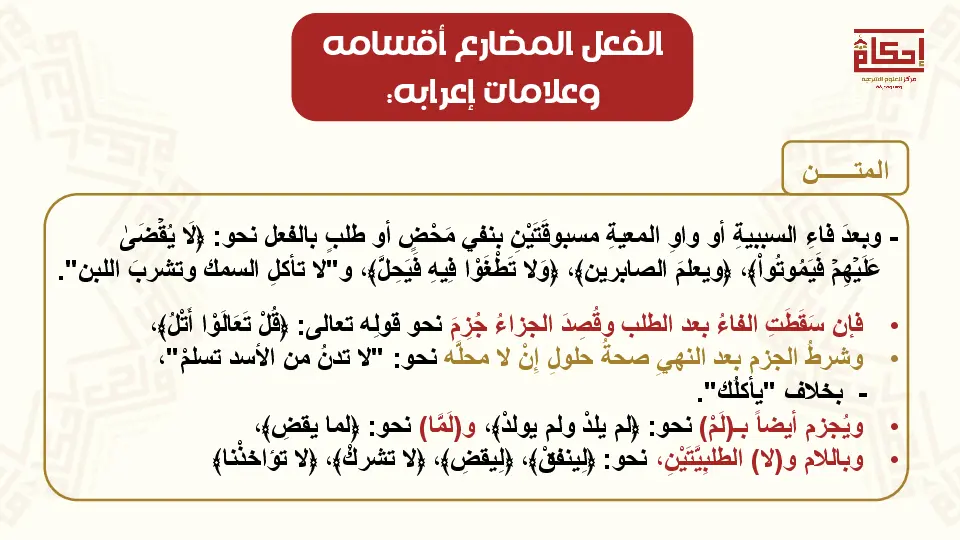 الفعل المضارع أقسامه
وعلامات إعرابه:
إحكام
مركز للعلوم الشرعية
المتـــــن
- وبعدَ فاءِ السببيةِ أو واوِ المعيةِ مسبوقَتَيْنِ بنفيٍ مَحْضٍ أو طلبٍ بالفعل نحو: ﴿لَا يُقۡضَىٰ
عَلَيۡهِمۡ فَيَمُوتُواْ﴾، ﴿ويعلمَ الصابرين﴾، ﴿وَلا تَطْغَوْا فِيهِ فَيَحِلَّ﴾، و"لا تأكلِ السمك وتشربَ اللبن".
• فإن سَقَطَتِ الفاءُ بعد الطلب وقُصِدَ الجزاءُ جُزِمَ نحو قولِه تعالى: ﴿قُلْ تَعَالَوْا أَتْلُ﴾،
• وشرطُ الجزم بعد النهيِ صحةُ حلولِ إِنْ لا محلَّه نحو: "لا تدنُ من الأسد تسلمْ"،
- بخلاف "يأكلُك".
• ويُجزم أيضاً بـ(لَمْ) نحو: ﴿لم يلدْ ولم يولدْ﴾، و(لَمَّا) نحو: ﴿لما يقضِ﴾،
• وباللام و(لا) الطلبِيَّتَيْنِ، نحو: ﴿لِينفقْ﴾، ﴿لِيقضِ﴾، ﴿لا تشركْ﴾، ﴿لا تؤاخذْنا﴾